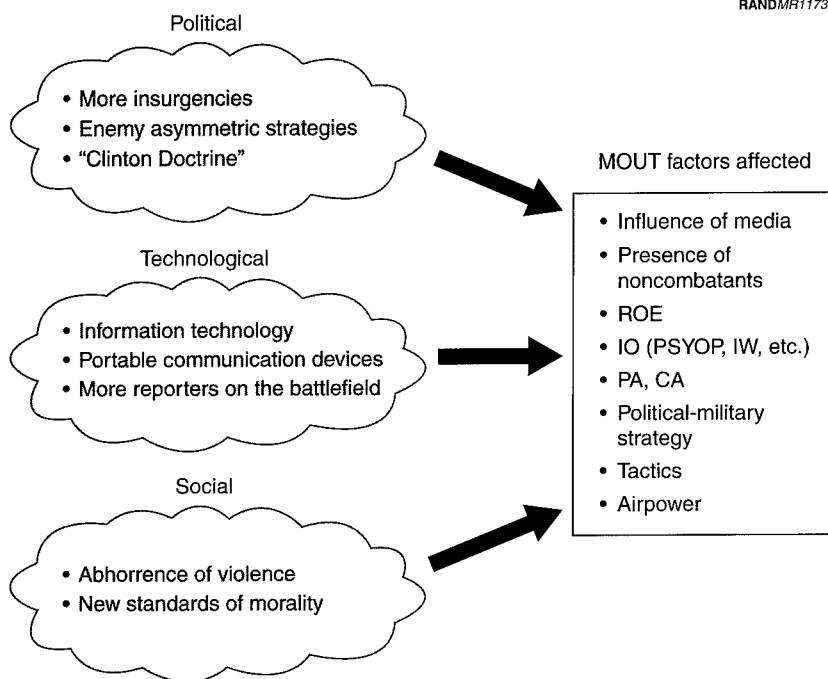 RANDMR1173
Political
• More insurgencies
• Enemy asymmetric strategies
• “Clinton Doctrine”
Technological
• Information technology
• Portable communication devices
• More reporters on the battlefield
Social
• Abhorrence of violence
• New standards of morality
MOUT factors affected
• Influence of media
• Presence of
noncombatants
• ROE
• IO (PSYOP, IW, etc.)
• PA, CA
• Political-military
strategy
• Tactics
• Airpower